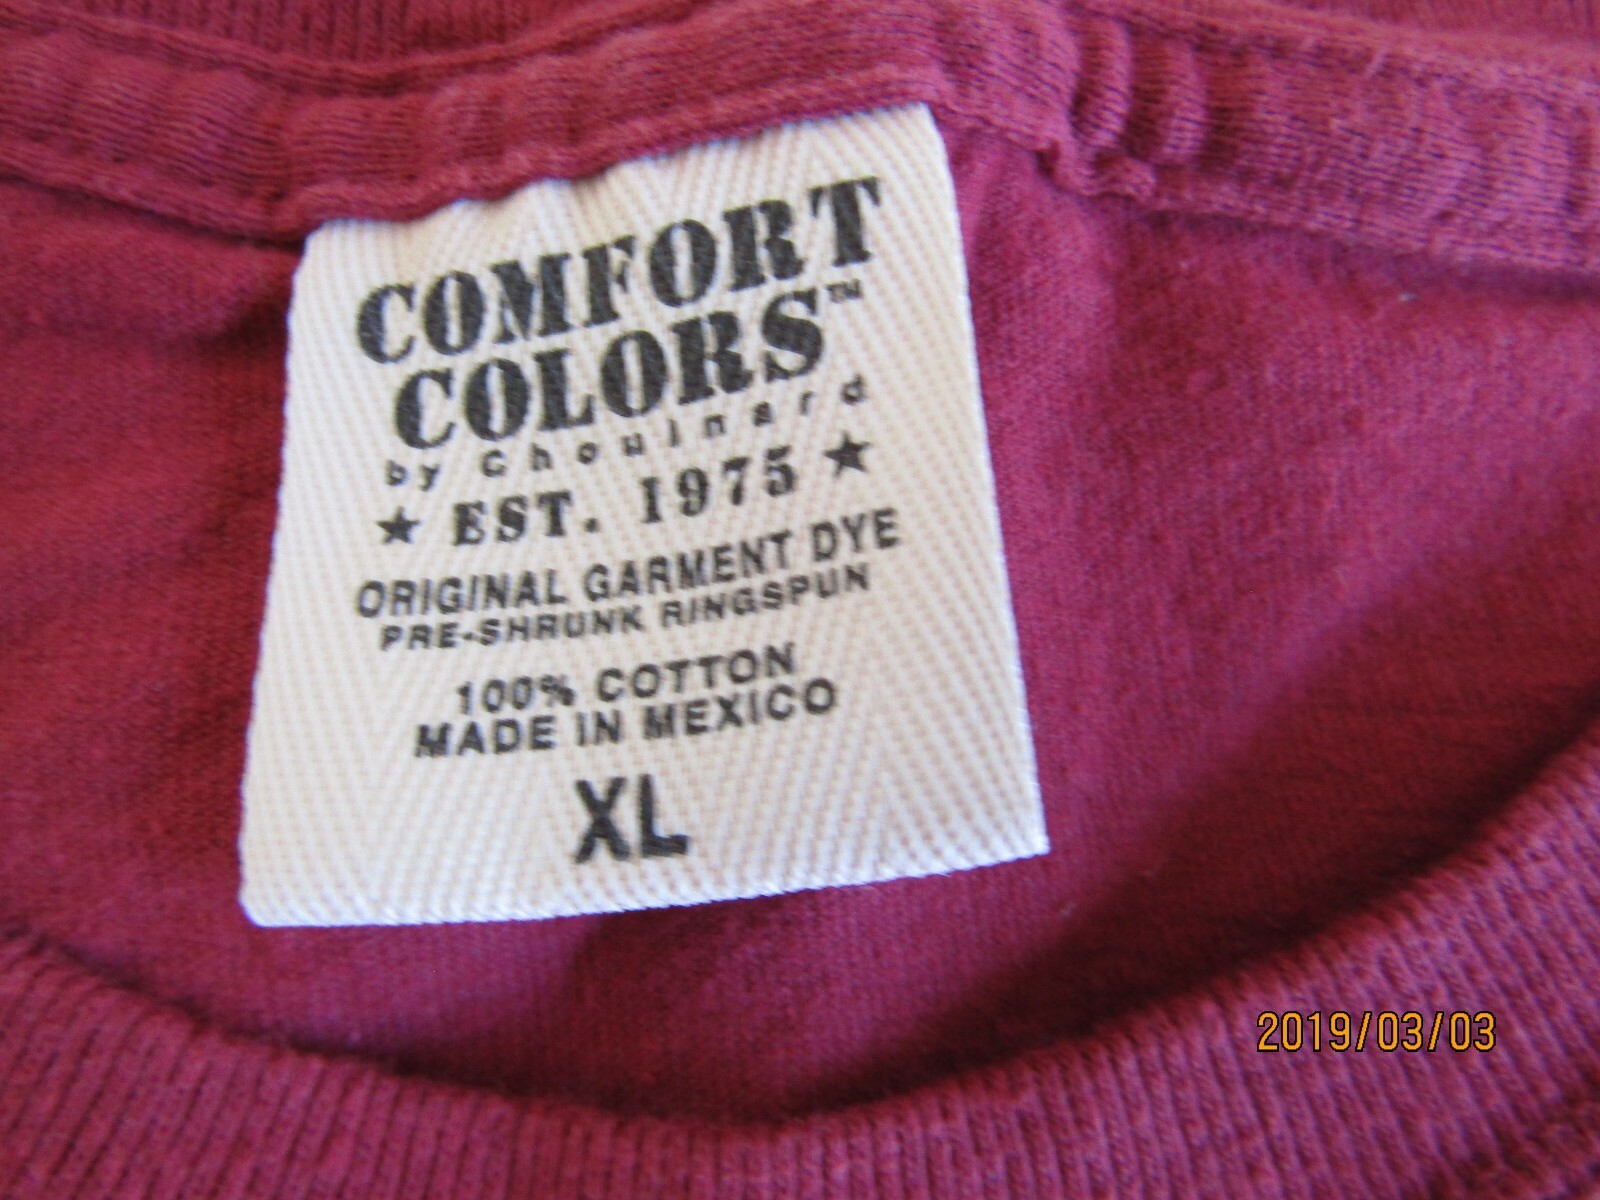 COMFORT
COLORS™
by Chouinard
★ EST. 1975 ★
ORIGINAL GARMENT DYE
PRE-SHRUNK RINGSPUN
100% COTTON
MADE IN MEXICO
XL
2019/03/03